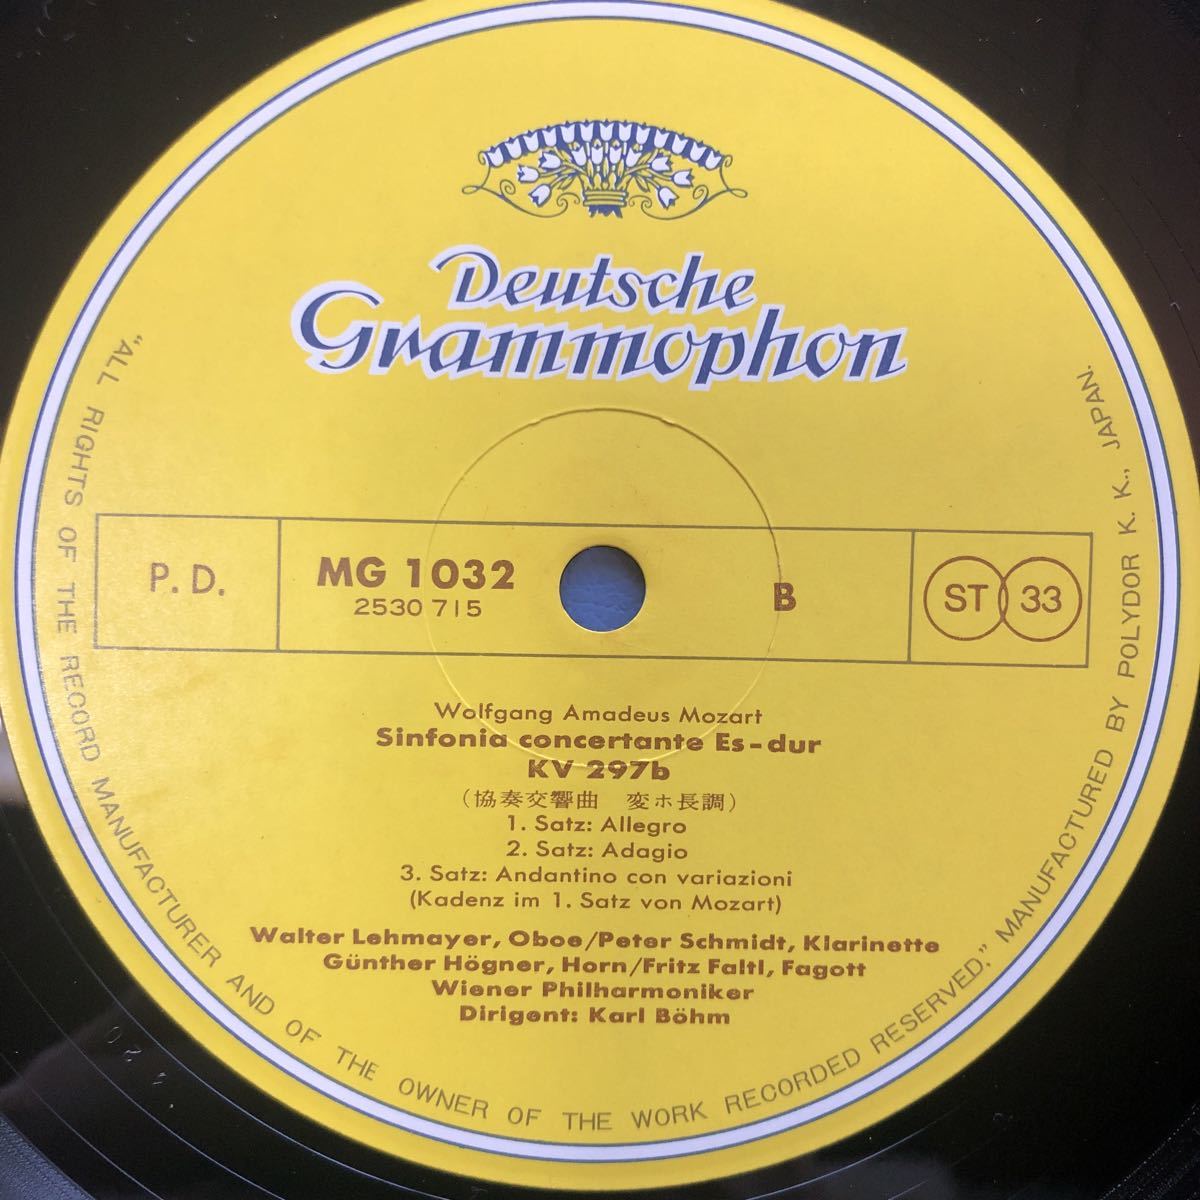 Deutsche
Grammophon
P. D.
MG 1032
2530 715
B
ST 33
Wolfgang Amadeus Mozart
Sinfonia concertante Es-dur
KV 297b
(協奏交響曲　変ホ長調)
1. Satz: Allegro
2. Satz: Adagio
3. Satz: Andantino con variazioni
(Kadenz im 1. Satz von Mozart)
Walter Lehmayer, Oboe/Peter Schmidt, Klarinette
Günther Högner, Horn/Fritz Faltl, Fagott
Wiener Philharmoniker
Dirigent: Karl Böhm
"ALL RIGHTS OF THE RECORD MANUFACTURER AND OF THE OWNER OF THE WORK RECORDED RESERVED." MANUFACTURED BY POLYDOR K. K., JAPAN.